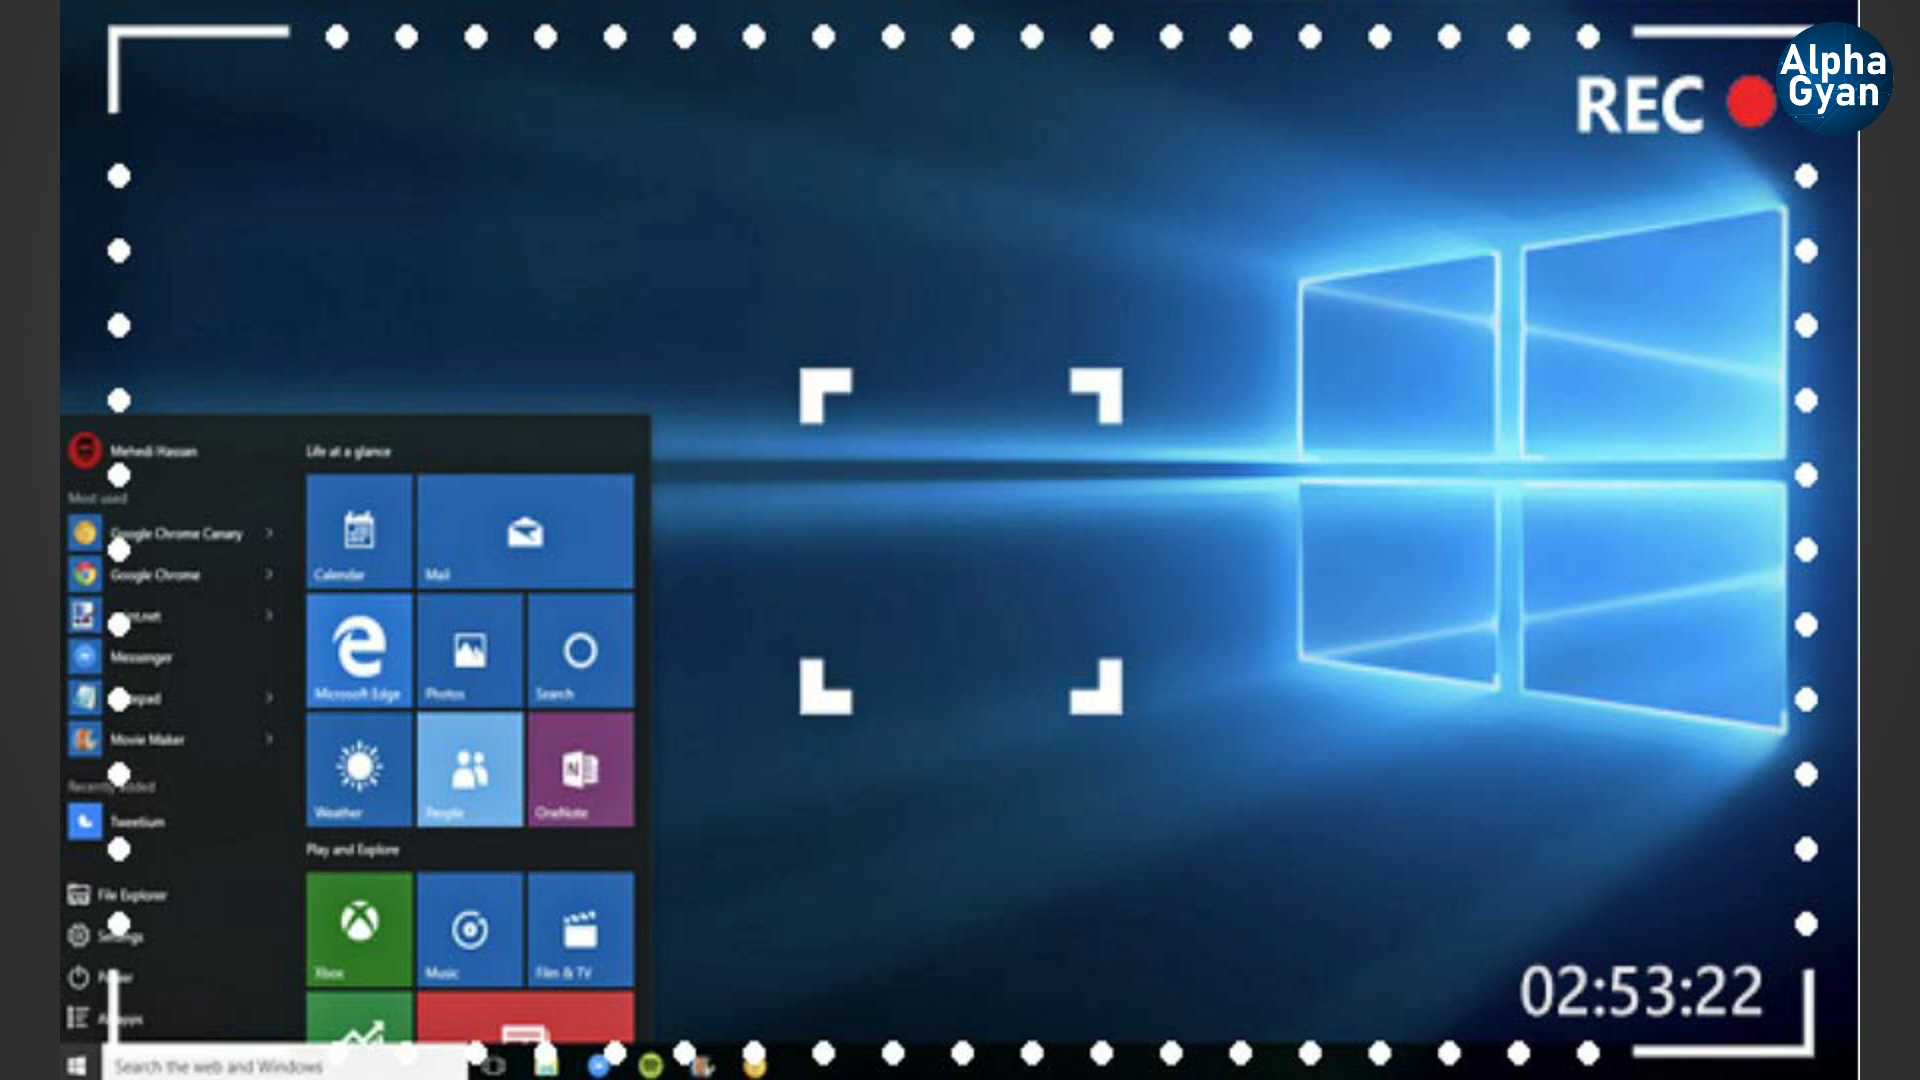 Alpha
Gyan
REC
Mehedi Hassan
Life at a glance
Most used
Google Chrome Canary
Google Chrome
Calendar
Mail
Messenger
Microsoft Edge
Photos
Search
Movie Maker
Weather
People
OneNote
Tweetium
Play and Explore
File Explorer
Xbox
Music
Film & TV
02:53:22
Search the web and Windows